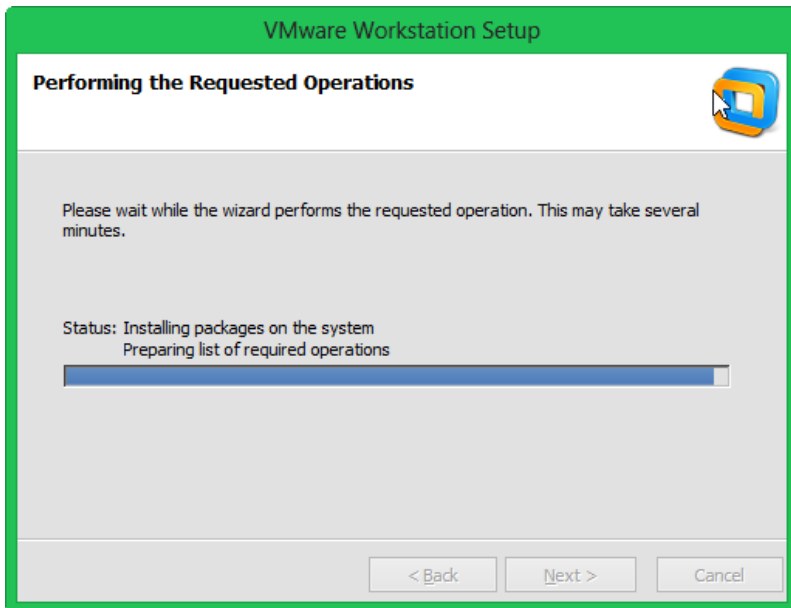 VMware Workstation Setup
Performing the Requested Operations
Please wait while the wizard performs the requested operation. This may take several
minutes.
Status: Installing packages on the system
Preparing list of required operations
< Back Next > Cancel